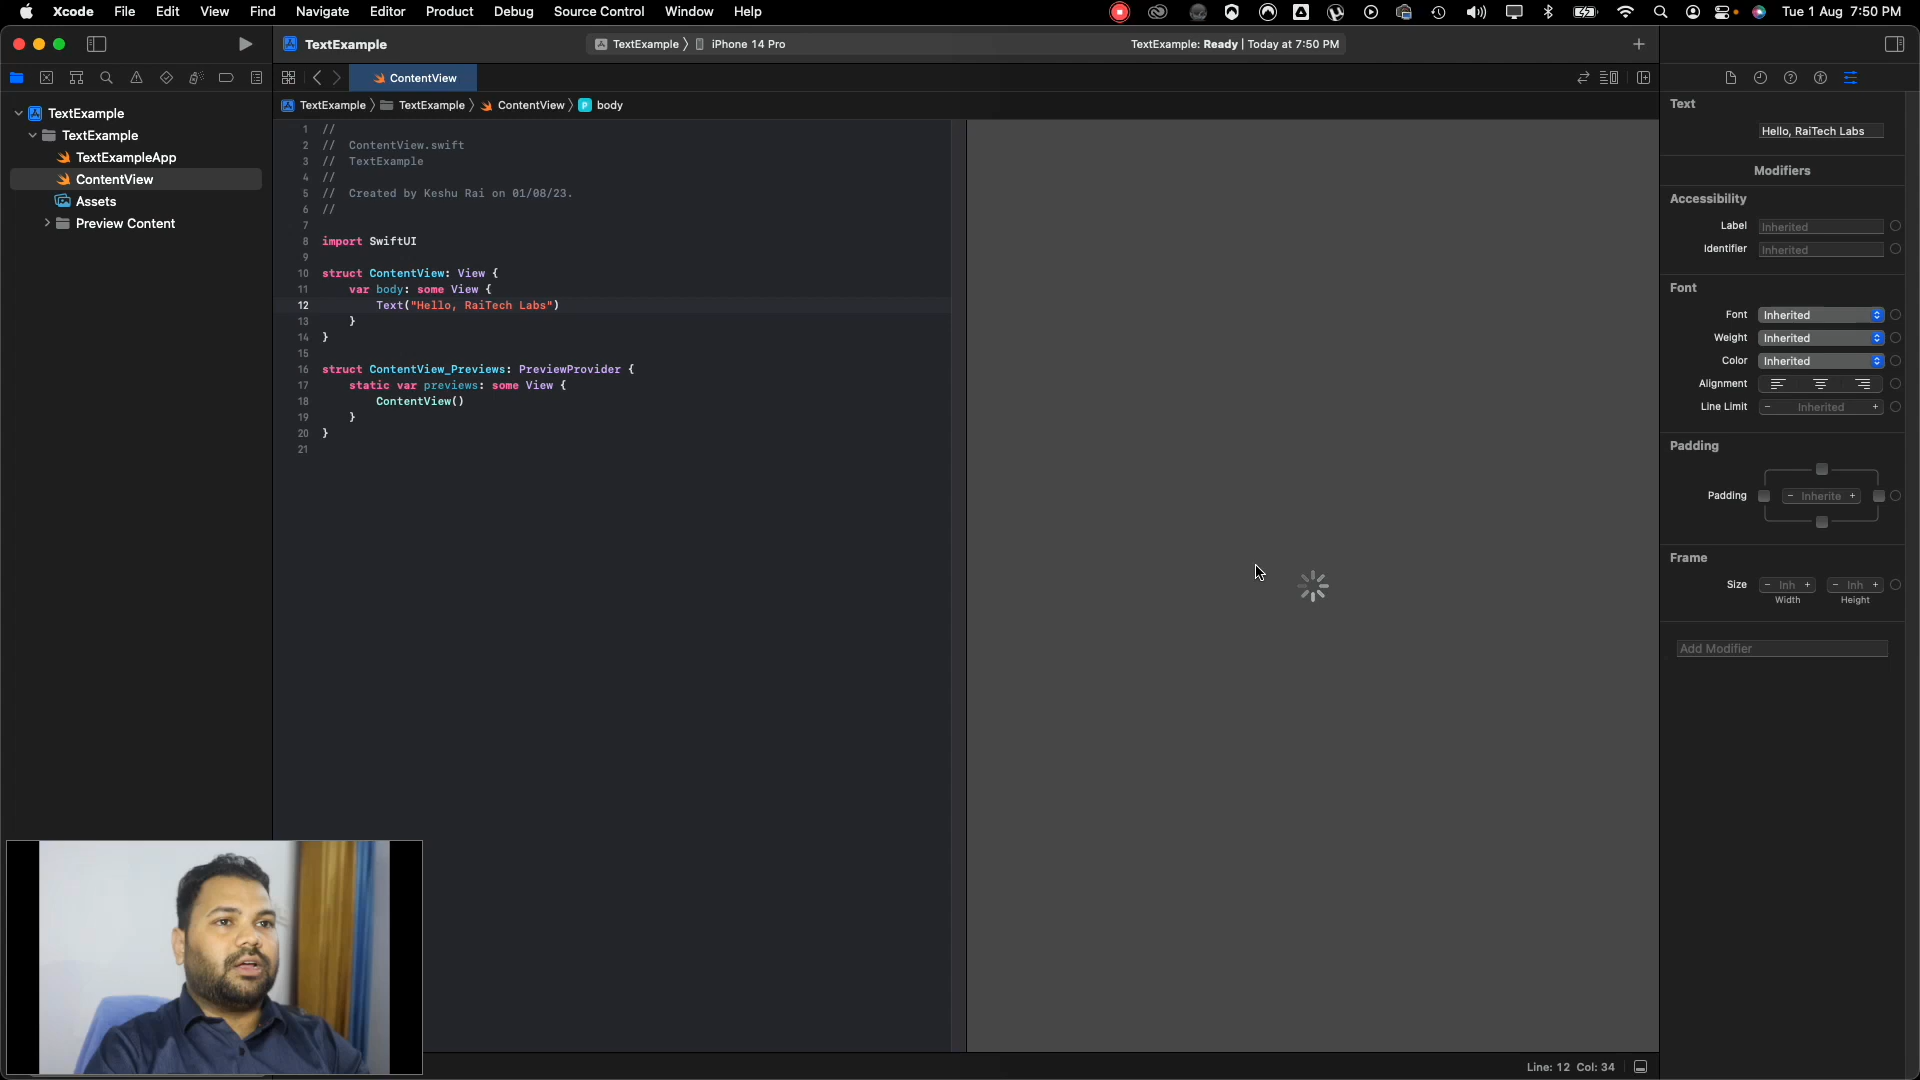 Xcode File Edit View Find Navigate Editor Product Debug Source Control Window Help Tue 1 Aug 7:50 PM
TextExample TextExample 〉 iPhone 14 Pro TextExample: Ready | Today at 7:50 PM
ContentView
TextExample 〉 TextExample 〉 ContentView 〉 P body
TextExample
TextExample
TextExampleApp
ContentView
Assets
Preview Content
1 //
2 // ContentView.swift
3 // TextExample
4 //
5 // Created by Keshu Rai on 01/08/23.
6 //
7
8 import SwiftUI
9
10 struct ContentView: View {
11 var body: some View {
12 Text("Hello, RaiTech Labs")
13 }
14 }
15
16 struct ContentView_Previews: PreviewProvider {
17 static var previews: some View {
18 ContentView()
19 }
20 }
21
Text
Hello, RaiTech Labs
Modifiers
Accessibility
Label Inherited
Identifier Inherited
Font
Font Inherited
Weight Inherited
Color Inherited
Alignment
Line Limit − Inherited +
Padding
Padding − Inherite +
Frame
Size − Inh + − Inh +
Width Height
Add Modifier
Line: 12 Col: 34